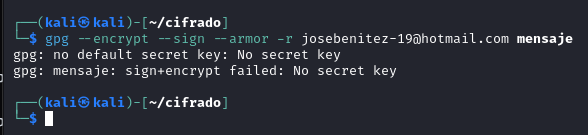 ┌──(kali㉿kali)-[~/cifrado]
└─$ gpg --encrypt --sign --armor -r josebenitez-19@hotmail.com mensaje
gpg: no default secret key: No secret key
gpg: mensaje: sign+encrypt failed: No secret key
┌──(kali㉿kali)-[~/cifrado]
└─$